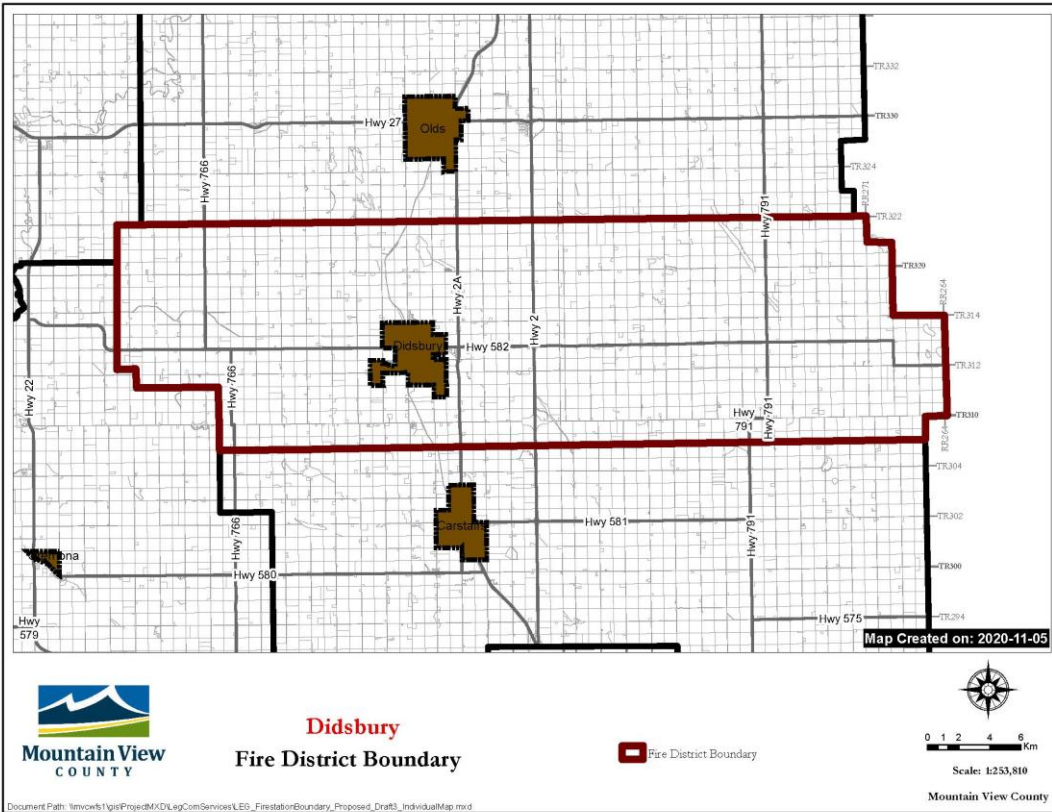 TR332
Hwy 27
Olds
TR330
Hwy 766
TR324
Hwy 791
RR271
TR322
TR320
Hwy 2A
Hwy 2
RR264
TR314
Didsbury
Hwy 582
TR312
Hwy 22
Hwy 766
Hwy
791
Hwy 791
TR310
RR264
TR304
Carstairs
Hwy 581
TR302
Hwy 766
Hwy 791
Hwy 580
TR300
Hwy
579
Hwy 575
TR294
Map Created on: 2020-11-05
Mountain View
COUNTY
Didsbury
Fire District Boundary
Fire District Boundary
0 1 2 4 6
Km
Scale: 1:253,810
Mountain View County
Document Path: \\mvcwfs1\gis\ProjectMXD\LegComServices\LEG_FirestationBoundary_Proposed_Draft3_IndividualMap.mxd